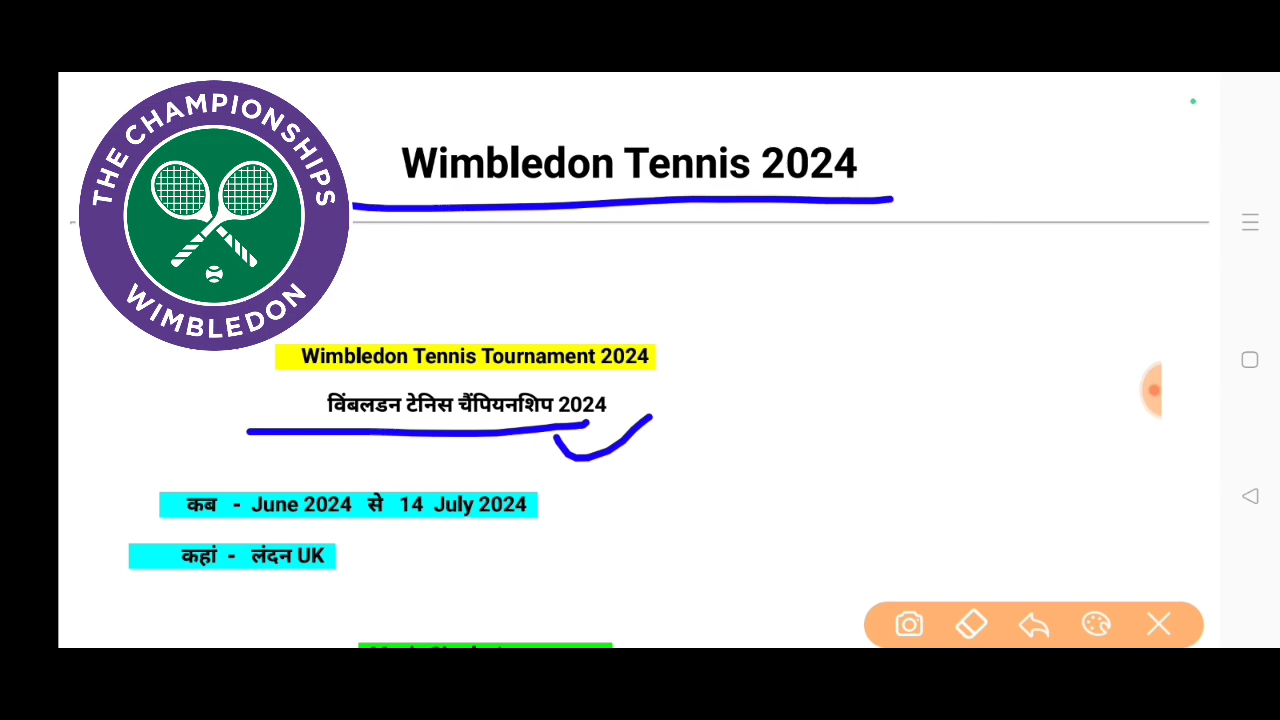 THE CHAMPIONSHIPS
WIMBLEDON
Wimbledon Tennis 2024
Wimbledon Tennis Tournament 2024
विंबलडन टेनिस चैंपियनशिप 2024
कब - June 2024 से 14 July 2024
कहां - लंदन UK